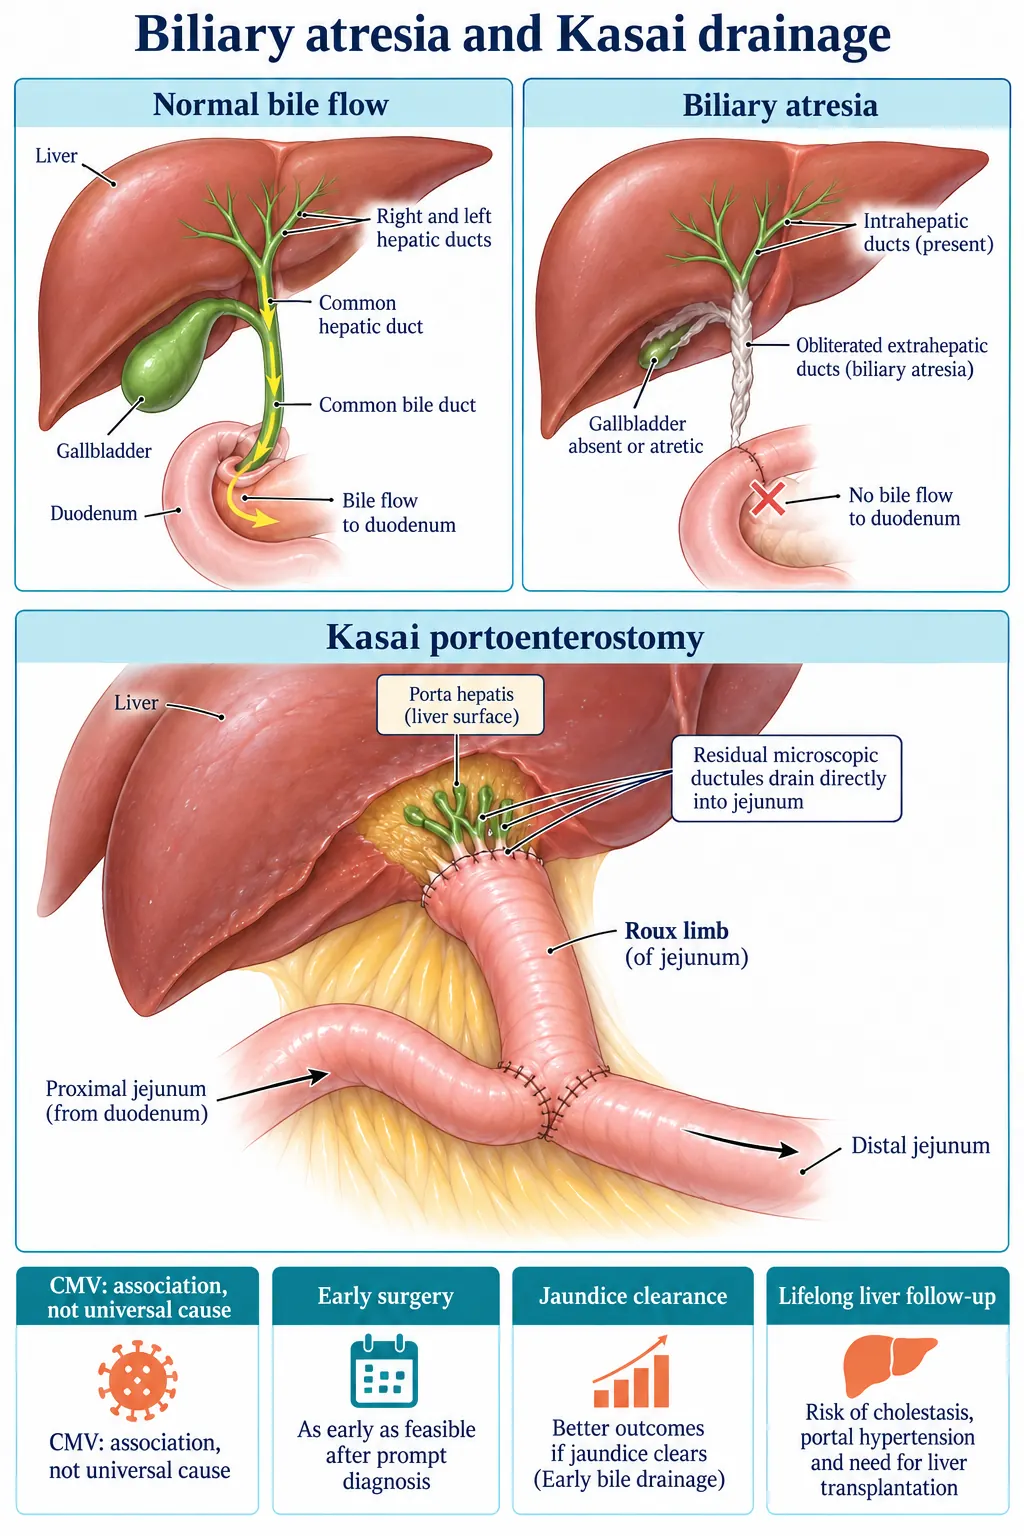 Biliary atresia and Kasai drainage
Normal bile flow
Liver
Right and left
hepatic ducts
Common
hepatic duct
Common bile duct
Gallbladder
Duodenum
Bile flow
to duodenum
Biliary atresia
Intrahepatic
ducts (present)
Obliterated extrahepatic
ducts (biliary atresia)
Gallbladder
absent or atretic
No bile flow
to duodenum
Kasai portoenterostomy
Liver
Porta hepatis
(liver surface)
Residual microscopic
ductules drain directly
into jejunum
Roux limb
(of jejunum)
Proximal jejunum
(from duodenum)
Distal jejunum
CMV: association,
not universal cause
CMV: association,
not universal cause
Early surgery
As early as feasible
after prompt
diagnosis
Jaundice clearance
Better outcomes
if jaundice clears
(Early bile drainage)
Lifelong liver follow-up
Risk of cholestasis,
portal hypertension
and need for liver
transplantation